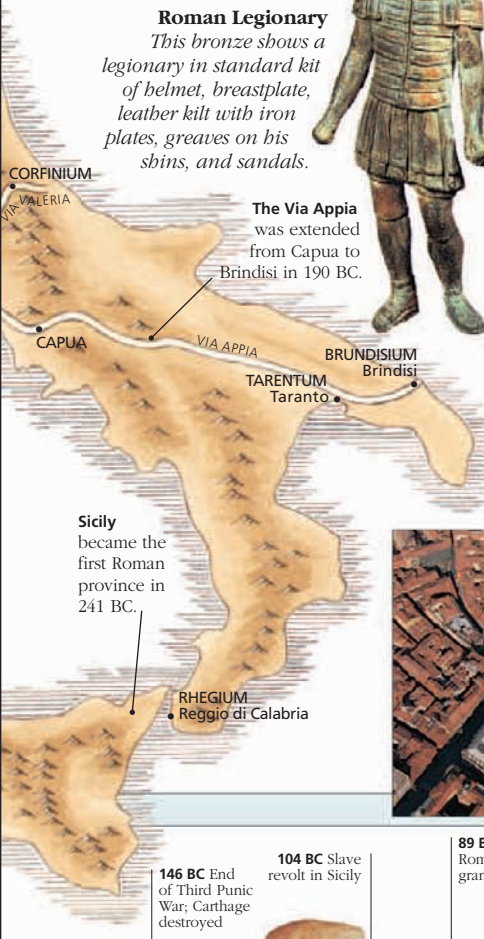 Roman Legionary
This bronze shows a
legionary in standard kit
of helmet, breastplate,
leather kilt with iron
plates, greaves on his
shins, and sandals.
CORFINIUM
VIA VALERIA
The Via Appia
was extended
from Capua to
Brindisi in 190 BC.
CAPUA
VIA APPIA
BRUNDISIUM
Brindisi
TARENTUM
Taranto
Sicily
became the
first Roman
province in
241 BC.
RHEGIUM
Reggio di Calabria
146 BC End
of Third Punic
War; Carthage
destroyed
104 BC Slave
revolt in Sicily
89